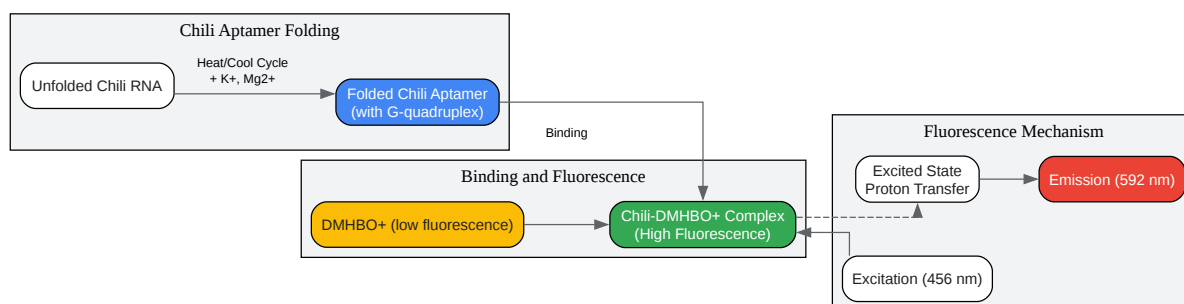 Chili Aptamer Folding
Unfolded Chili RNA
Heat/Cool Cycle
+ K+, Mg2+
Folded Chili Aptamer
(with G-quadruplex)
Binding
Binding and Fluorescence
DMHBO+ (low fluorescence)
Chili-DMHBO+ Complex
(High Fluorescence)
Fluorescence Mechanism
Excited State
Proton Transfer
Emission (592 nm)
Excitation (456 nm)